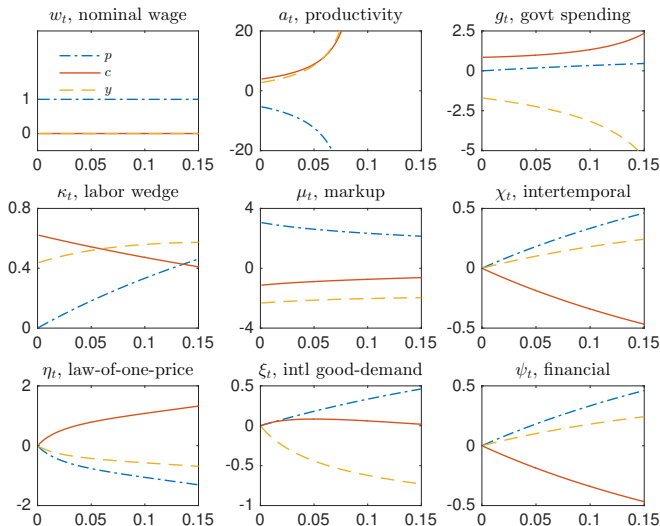 w_t, nominal wage
a_t, productivity
g_t, govt spending
p
c
y
1
0
0 0.05 0.1 0.15
20
0
-20
0 0.05 0.1 0.15
2.5
0
-2.5
-5
0 0.05 0.1 0.15
κ_t, labor wedge
μ_t, markup
χ_t, intertemporal
0.8
0.4
0
0 0.05 0.1 0.15
4
0
-4
0 0.05 0.1 0.15
0.5
0
-0.5
0 0.05 0.1 0.15
η_t, law-of-one-price
ξ_t, intl good-demand
ψ_t, financial
2
0
-2
0 0.05 0.1 0.15
0.5
0
-0.5
-1
0 0.05 0.1 0.15
0.5
0
-0.5
0 0.05 0.1 0.15